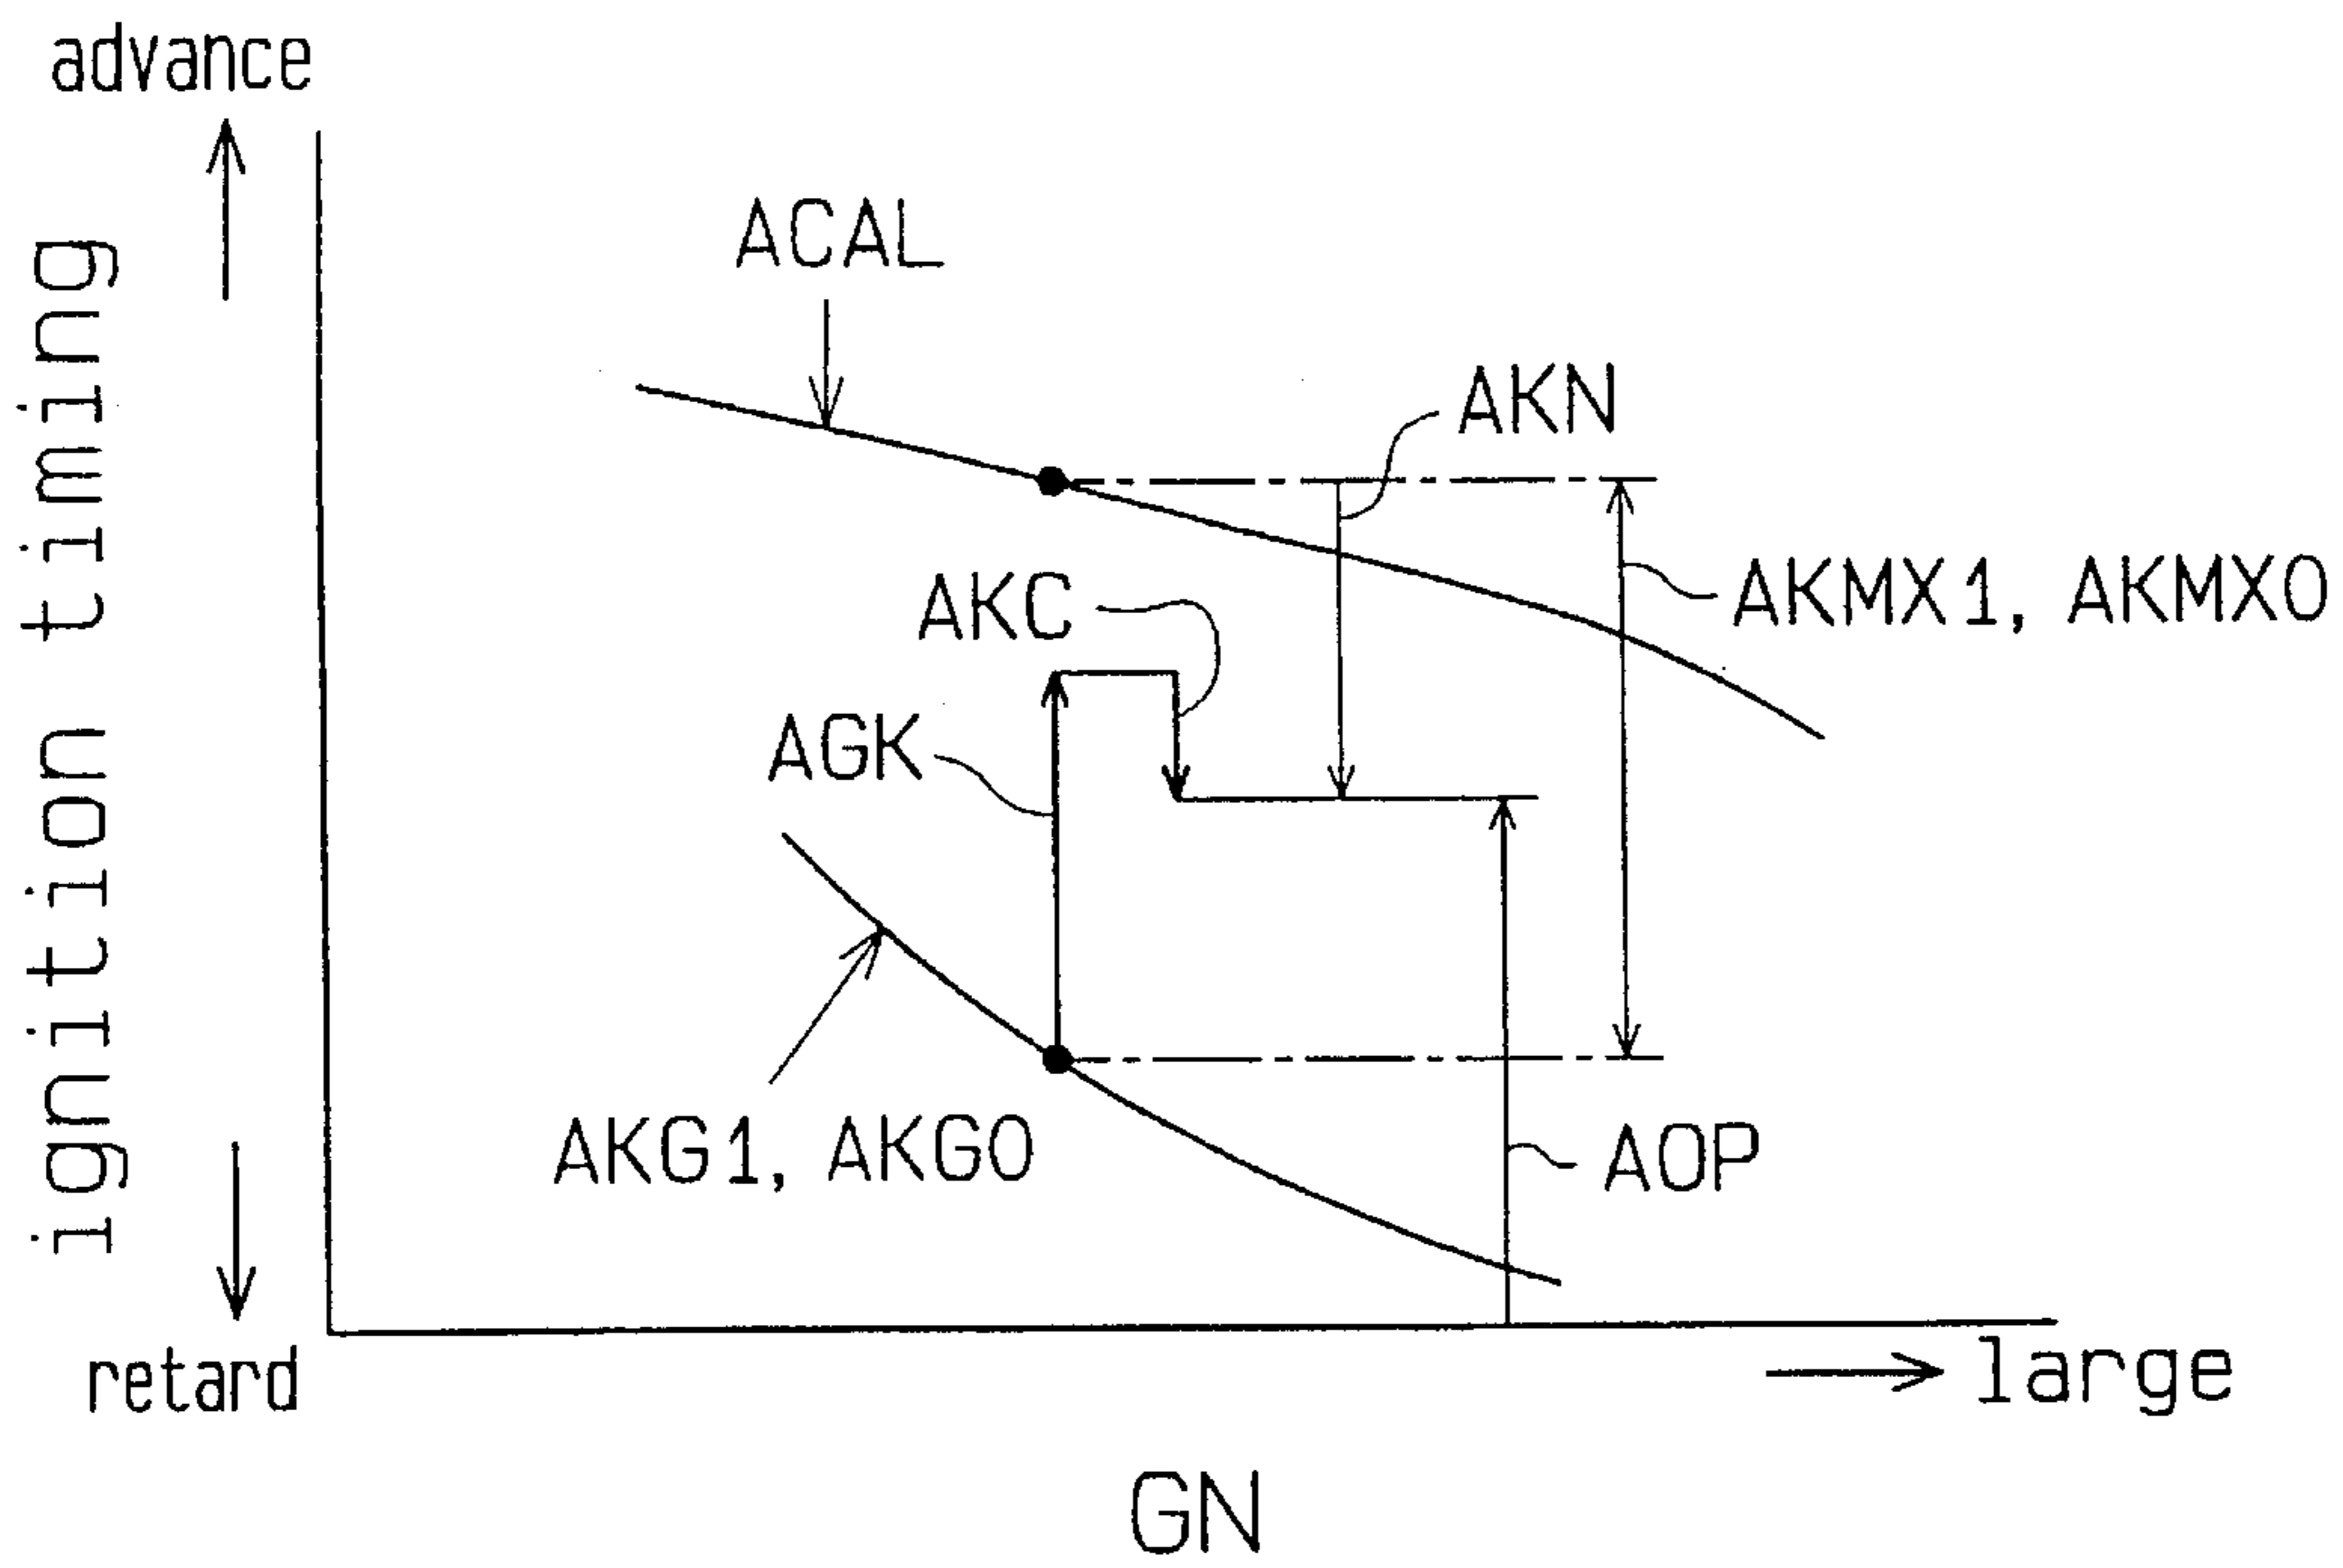 advance
ignition timing
ACAL
AKN
AKC
AKMX1, AKMX0
AGK
AKG1, AKG0
AOP
retard
large
GN